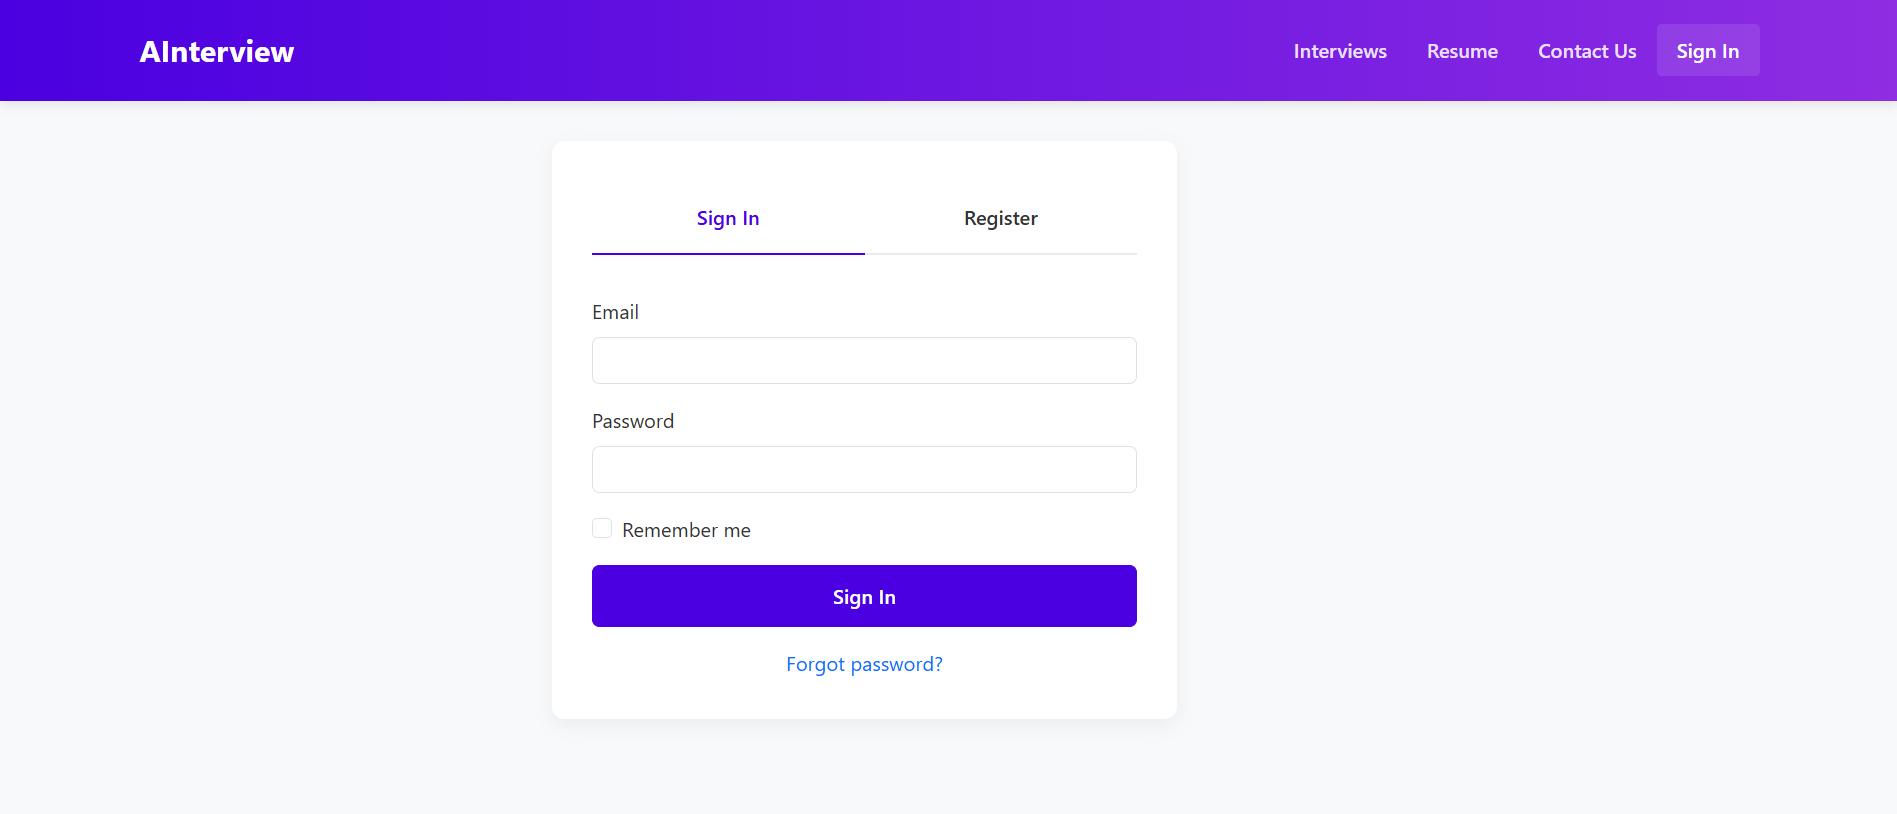 AInterview
Interviews Resume Contact Us Sign In
Sign In Register
Email
Password
Remember me
Sign In
Forgot password?